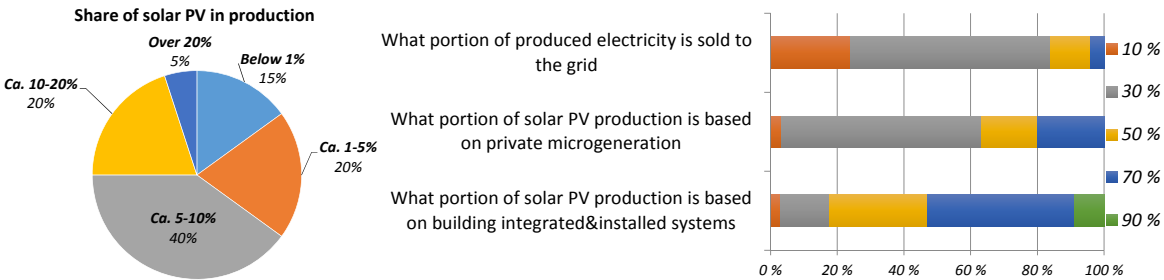 Share of solar PV in production
Over 20%
5%
Below 1%
15%
Ca. 10-20%
20%
Ca. 1-5%
20%
Ca. 5-10%
40%
What portion of produced electricity is sold to
the grid
What portion of solar PV production is based
on private microgeneration
What portion of solar PV production is based
on building integrated&installed systems
0 %
20 %
40 %
60 %
80 %
100 %
10 %
30 %
50 %
70 %
90 %